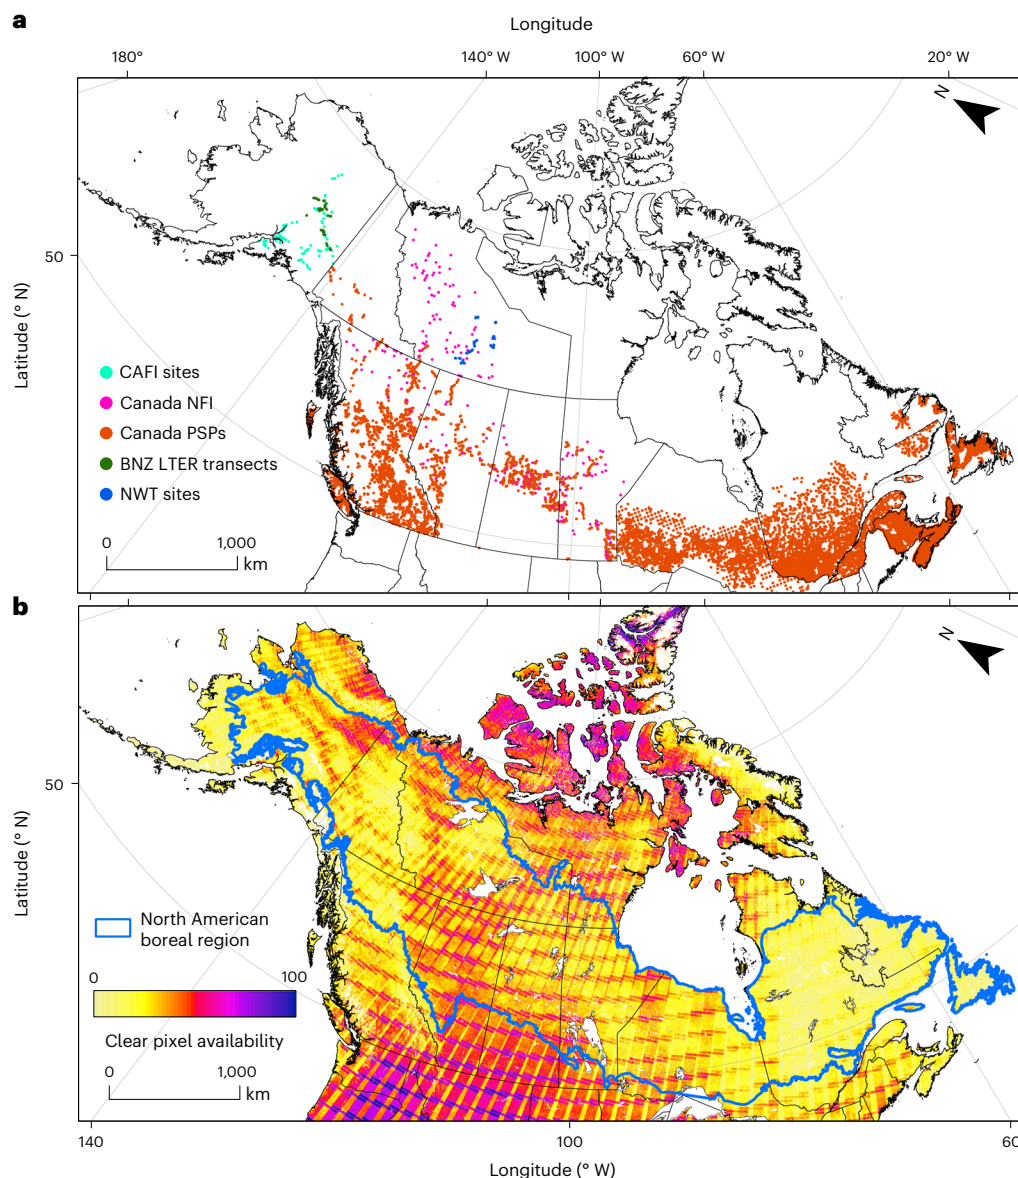 a
Longitude
180° 140° W 100° W 60° W 20° W
N
50
Latitude (° N)
CAFI sites
Canada NFI
Canada PSPs
BNZ LTER transects
NWT sites
0 1,000
km
b
N
50
Latitude (° N)
North American
boreal region
0 100
Clear pixel availability
0 1,000
km
140 100 60
Longitude (° W)